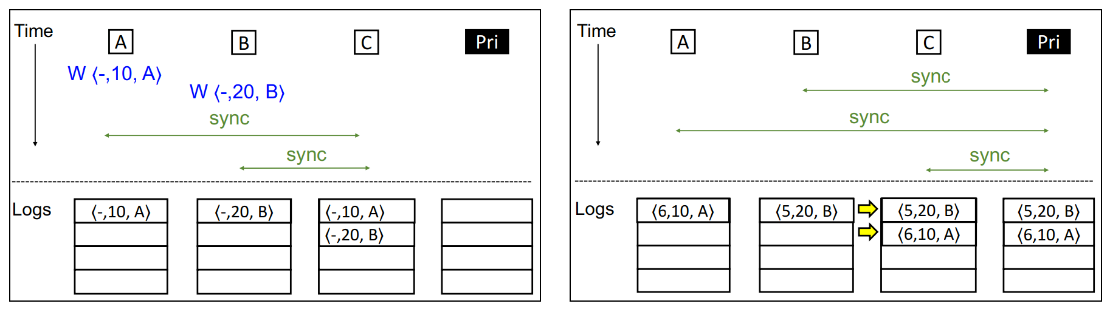 Time
A
B
C
Pri
W ⟨-,10, A⟩
W ⟨-,20, B⟩
sync
sync
Logs
⟨-,10, A⟩
⟨-,20, B⟩
⟨-,10, A⟩
⟨-,20, B⟩
Time
A
B
C
Pri
sync
sync
sync
Logs
⟨6,10, A⟩
⟨5,20, B⟩
⟨5,20, B⟩
⟨5,20, B⟩
⟨6,10, A⟩
⟨6,10, A⟩